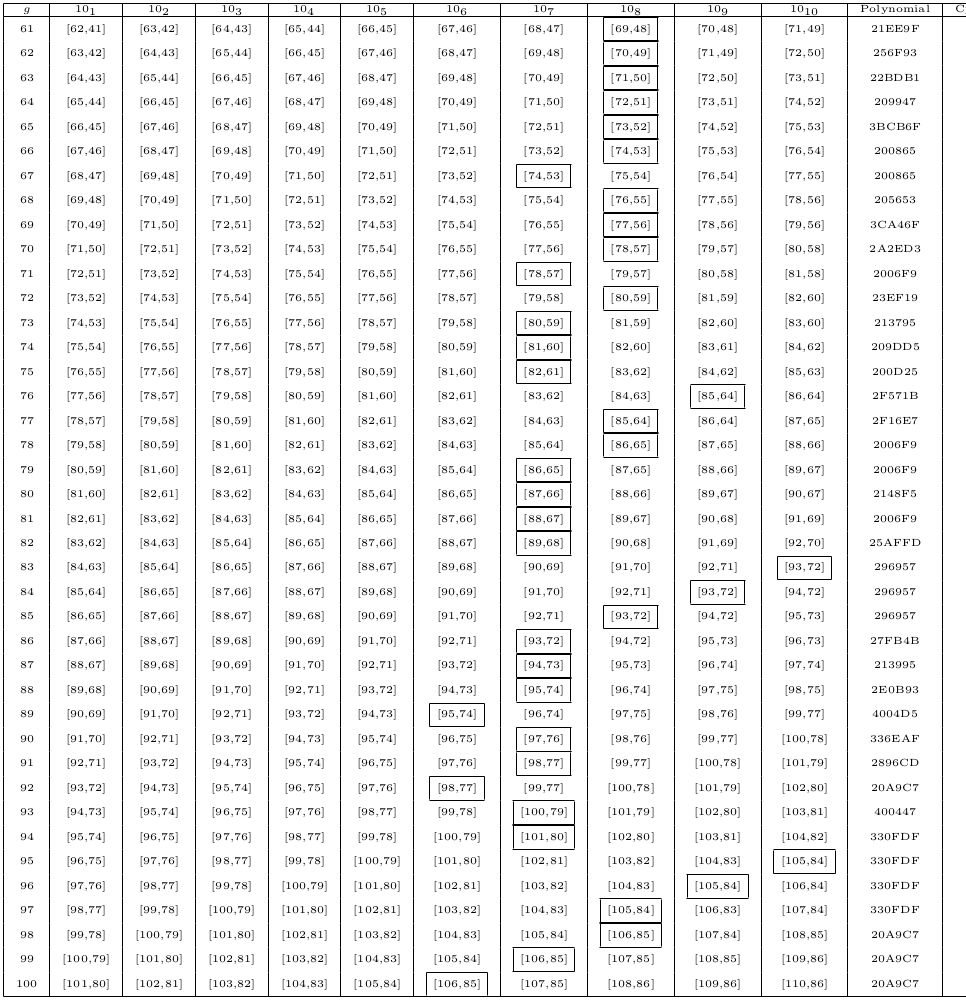 g 10_1 10_2 10_3 10_4 10_5 10_6 10_7 10_8 10_9 10_10 Polynomial C
61 [62,41] [63,42] [64,43] [65,44] [66,45] [67,46] [68,47] [69,48] [70,48] [71,49] 21EE9F
62 [63,42] [64,43] [65,44] [66,45] [67,46] [68,47] [69,48] [70,49] [71,49] [72,50] 256F93
63 [64,43] [65,44] [66,45] [67,46] [68,47] [69,48] [70,49] [71,50] [72,50] [73,51] 22BDB1
64 [65,44] [66,45] [67,46] [68,47] [69,48] [70,49] [71,50] [72,51] [73,51] [74,52] 209947
65 [66,45] [67,46] [68,47] [69,48] [70,49] [71,50] [72,51] [73,52] [74,52] [75,53] 3BCB6F
66 [67,46] [68,47] [69,48] [70,49] [71,50] [72,51] [73,52] [74,53] [75,53] [76,54] 200865
67 [68,47] [69,48] [70,49] [71,50] [72,51] [73,52] [74,53] [75,54] [76,54] [77,55] 200865
68 [69,48] [70,49] [71,50] [72,51] [73,52] [74,53] [75,54] [76,55] [77,55] [78,56] 205653
69 [70,49] [71,50] [72,51] [73,52] [74,53] [75,54] [76,55] [77,56] [78,56] [79,56] 3CA46F
70 [71,50] [72,51] [73,52] [74,53] [75,54] [76,55] [77,56] [78,57] [79,57] [80,58] 2A2ED3
71 [72,51] [73,52] [74,53] [75,54] [76,55] [77,56] [78,57] [79,57] [80,58] [81,58] 2006F9
72 [73,52] [74,53] [75,54] [76,55] [77,56] [78,57] [79,58] [80,59] [81,59] [82,60] 23EF19
73 [74,53] [75,54] [76,55] [77,56] [78,57] [79,58] [80,59] [81,59] [82,60] [83,60] 213795
74 [75,54] [76,55] [77,56] [78,57] [79,58] [80,59] [81,60] [82,60] [83,61] [84,62] 209DD5
75 [76,55] [77,56] [78,57] [79,58] [80,59] [81,60] [82,61] [83,62] [84,62] [85,63] 200D25
76 [77,56] [78,57] [79,58] [80,59] [81,60] [82,61] [83,62] [84,63] [85,64] [86,64] 2F571B
77 [78,57] [79,58] [80,59] [81,60] [82,61] [83,62] [84,63] [85,64] [86,64] [87,65] 2F16E7
78 [79,58] [80,59] [81,60] [82,61] [83,62] [84,63] [85,64] [86,65] [87,65] [88,66] 2006F9
79 [80,59] [81,60] [82,61] [83,62] [84,63] [85,64] [86,65] [87,65] [88,66] [89,67] 2006F9
80 [81,60] [82,61] [83,62] [84,63] [85,64] [86,65] [87,66] [88,66] [89,67] [90,67] 2148F5
81 [82,61] [83,62] [84,63] [85,64] [86,65] [87,66] [88,67] [89,67] [90,68] [91,69] 2006F9
82 [83,62] [84,63] [85,64] [86,65] [87,66] [88,67] [89,68] [90,68] [91,69] [92,70] 25AFFD
83 [84,63] [85,64] [86,65] [87,66] [88,67] [89,68] [90,69] [91,70] [92,71] [93,72] 296957
84 [85,64] [86,65] [87,66] [88,67] [89,68] [90,69] [91,70] [92,71] [93,72] [94,72] 296957
85 [86,65] [87,66] [88,67] [89,68] [90,69] [91,70] [92,71] [93,72] [94,72] [95,73] 296957
86 [87,66] [88,67] [89,68] [90,69] [91,70] [92,71] [93,72] [94,72] [95,73] [96,73] 27FB4B
87 [88,67] [89,68] [90,69] [91,70] [92,71] [93,72] [94,73] [95,73] [96,74] [97,74] 213995
88 [89,68] [90,69] [91,70] [92,71] [93,72] [94,73] [95,74] [96,74] [97,75] [98,75] 2E0B93
89 [90,69] [91,70] [92,71] [93,72] [94,73] [95,74] [96,74] [97,75] [98,76] [99,77] 4004D5
90 [91,70] [92,71] [93,72] [94,73] [95,74] [96,75] [97,76] [98,76] [99,77] [100,78] 336EAF
91 [92,71] [93,72] [94,73] [95,74] [96,75] [97,76] [98,77] [99,77] [100,78] [101,79] 2896CD
92 [93,72] [94,73] [95,74] [96,75] [97,76] [98,77] [99,77] [100,78] [101,79] [102,80] 20A9C7
93 [94,73] [95,74] [96,75] [97,76] [98,77] [99,78] [100,79] [101,79] [102,80] [103,81] 400447
94 [95,74] [96,75] [97,76] [98,77] [99,78] [100,79] [101,80] [102,80] [103,81] [104,82] 330FDF
95 [96,75] [97,76] [98,77] [99,78] [100,79] [101,80] [102,81] [103,82] [104,83] [105,84] 330FDF
96 [97,76] [98,77] [99,78] [100,79] [101,80] [102,81] [103,82] [104,83] [105,84] [106,84] 330FDF
97 [98,77] [99,78] [100,79] [101,80] [102,81] [103,82] [104,83] [105,84] [106,83] [107,84] 330FDF
98 [99,78] [100,79] [101,80] [102,81] [103,82] [104,83] [105,84] [106,85] [107,84] [108,85] 20A9C7
99 [100,79] [101,80] [102,81] [103,82] [104,83] [105,84] [106,85] [107,85] [108,85] [109,86] 20A9C7
100 [101,80] [102,81] [103,82] [104,83] [105,84] [106,85] [107,85] [108,86] [109,86] [110,86] 20A9C7